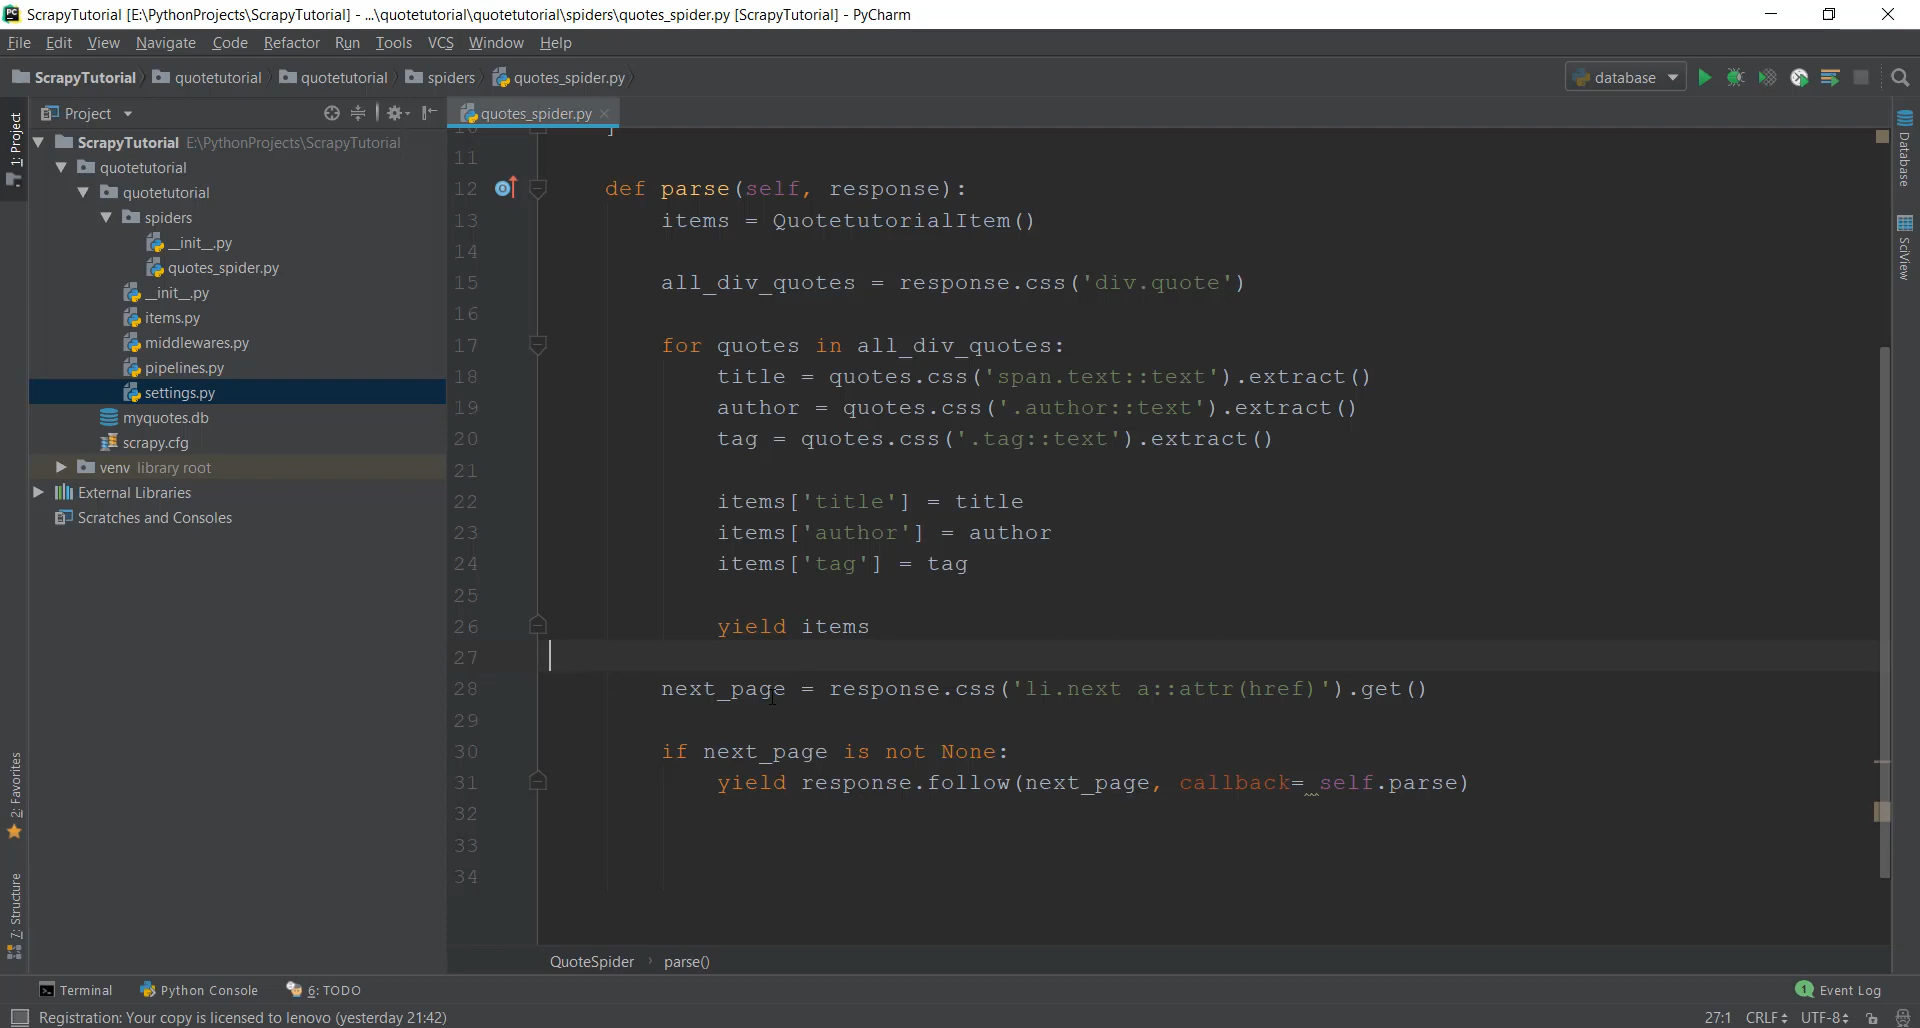 ScrapyTutorial [E:\PythonProjects\ScrapyTutorial] - ...\quotetutorial\quotetutorial\spiders\quotes_spider.py [ScrapyTutorial] - PyCharm
File Edit View Navigate Code Refactor Run Tools VCS Window Help
ScrapyTutorial quotetutorial quotetutorial spiders quotes_spider.py database
Project
quotes_spider.py
ScrapyTutorial E:\PythonProjects\ScrapyTutorial
quotetutorial
quotetutorial
spiders
__init__.py
quotes_spider.py
__init__.py
items.py
middlewares.py
pipelines.py
settings.py
myquotes.db
scrapy.cfg
venv library root
External Libraries
Scratches and Consoles
1: Project
2: Favorites
7: Structure
10 ]
11
12 def parse(self, response):
13 items = QuotetutorialItem()
14
15 all_div_quotes = response.css('div.quote')
16
17 for quotes in all_div_quotes:
18 title = quotes.css('span.text::text').extract()
19 author = quotes.css('.author::text').extract()
20 tag = quotes.css('.tag::text').extract()
21
22 items['title'] = title
23 items['author'] = author
24 items['tag'] = tag
25
26 yield items
27
28 next_page = response.css('li.next a::attr(href)').get()
29
30 if next_page is not None:
31 yield response.follow(next_page, callback= self.parse)
32
33
34
Database
SciView
QuoteSpider parse()
Terminal Python Console 6: TODO 1 Event Log
Registration: Your copy is licensed to lenovo (yesterday 21:42) 27:1 CRLF UTF-8